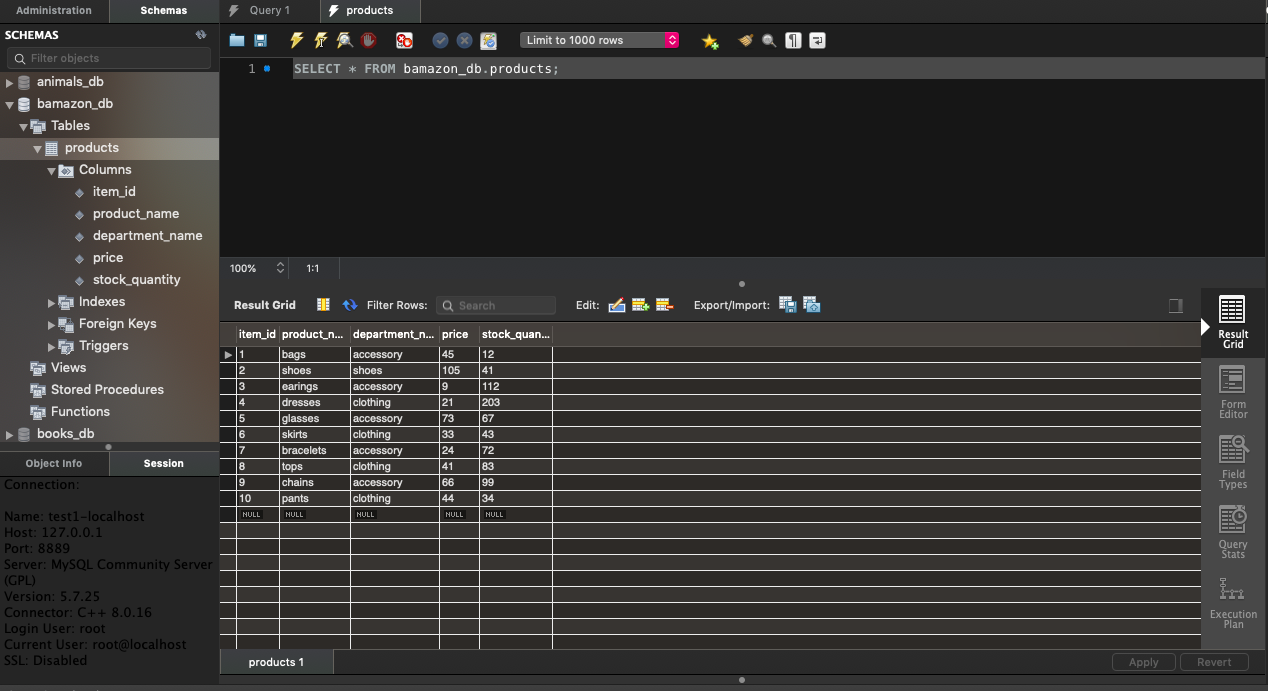 Administration Schemas Query 1 products
SCHEMAS
Filter objects
Limit to 1000 rows
1 SELECT * FROM bamazon_db.products;
animals_db
bamazon_db
Tables
products
Columns
item_id
product_name
department_name
price
stock_quantity
Indexes
Foreign Keys
Triggers
Views
Stored Procedures
Functions
books_db
Object Info Session
Connection:
Name: test1-localhost
Host: 127.0.0.1
Port: 8889
Server: MySQL Community Server
(GPL)
Version: 5.7.25
Connector: C++ 8.0.16
Login User: root
Current User: root@localhost
SSL: Disabled
100% 1:1
Result Grid Filter Rows: Search Edit: Export/Import:
item_id product_n... department_n... price stock_quan...
1 bags accessory 45 12
2 shoes shoes 105 41
3 earings accessory 9 112
4 dresses clothing 21 203
5 glasses accessory 73 67
6 skirts clothing 33 43
7 bracelets accessory 24 72
8 tops clothing 41 83
9 chains accessory 66 99
10 pants clothing 44 34
NULL NULL NULL NULL NULL
Result
Grid
Form
Editor
Field
Types
Query
Stats
Execution
Plan
products 1 Apply Revert